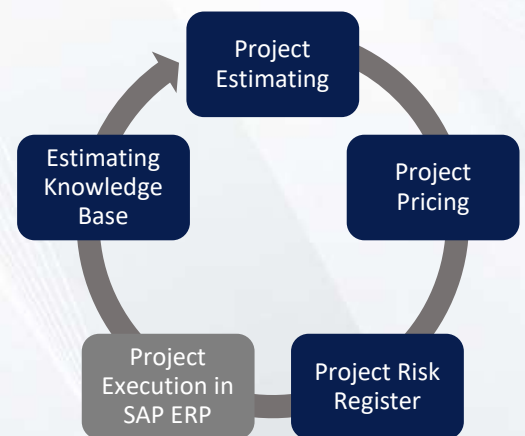 Project
Estimating
Project
Pricing
Project Risk
Register
Project
Execution in
SAP ERP
Estimating
Knowledge
Base